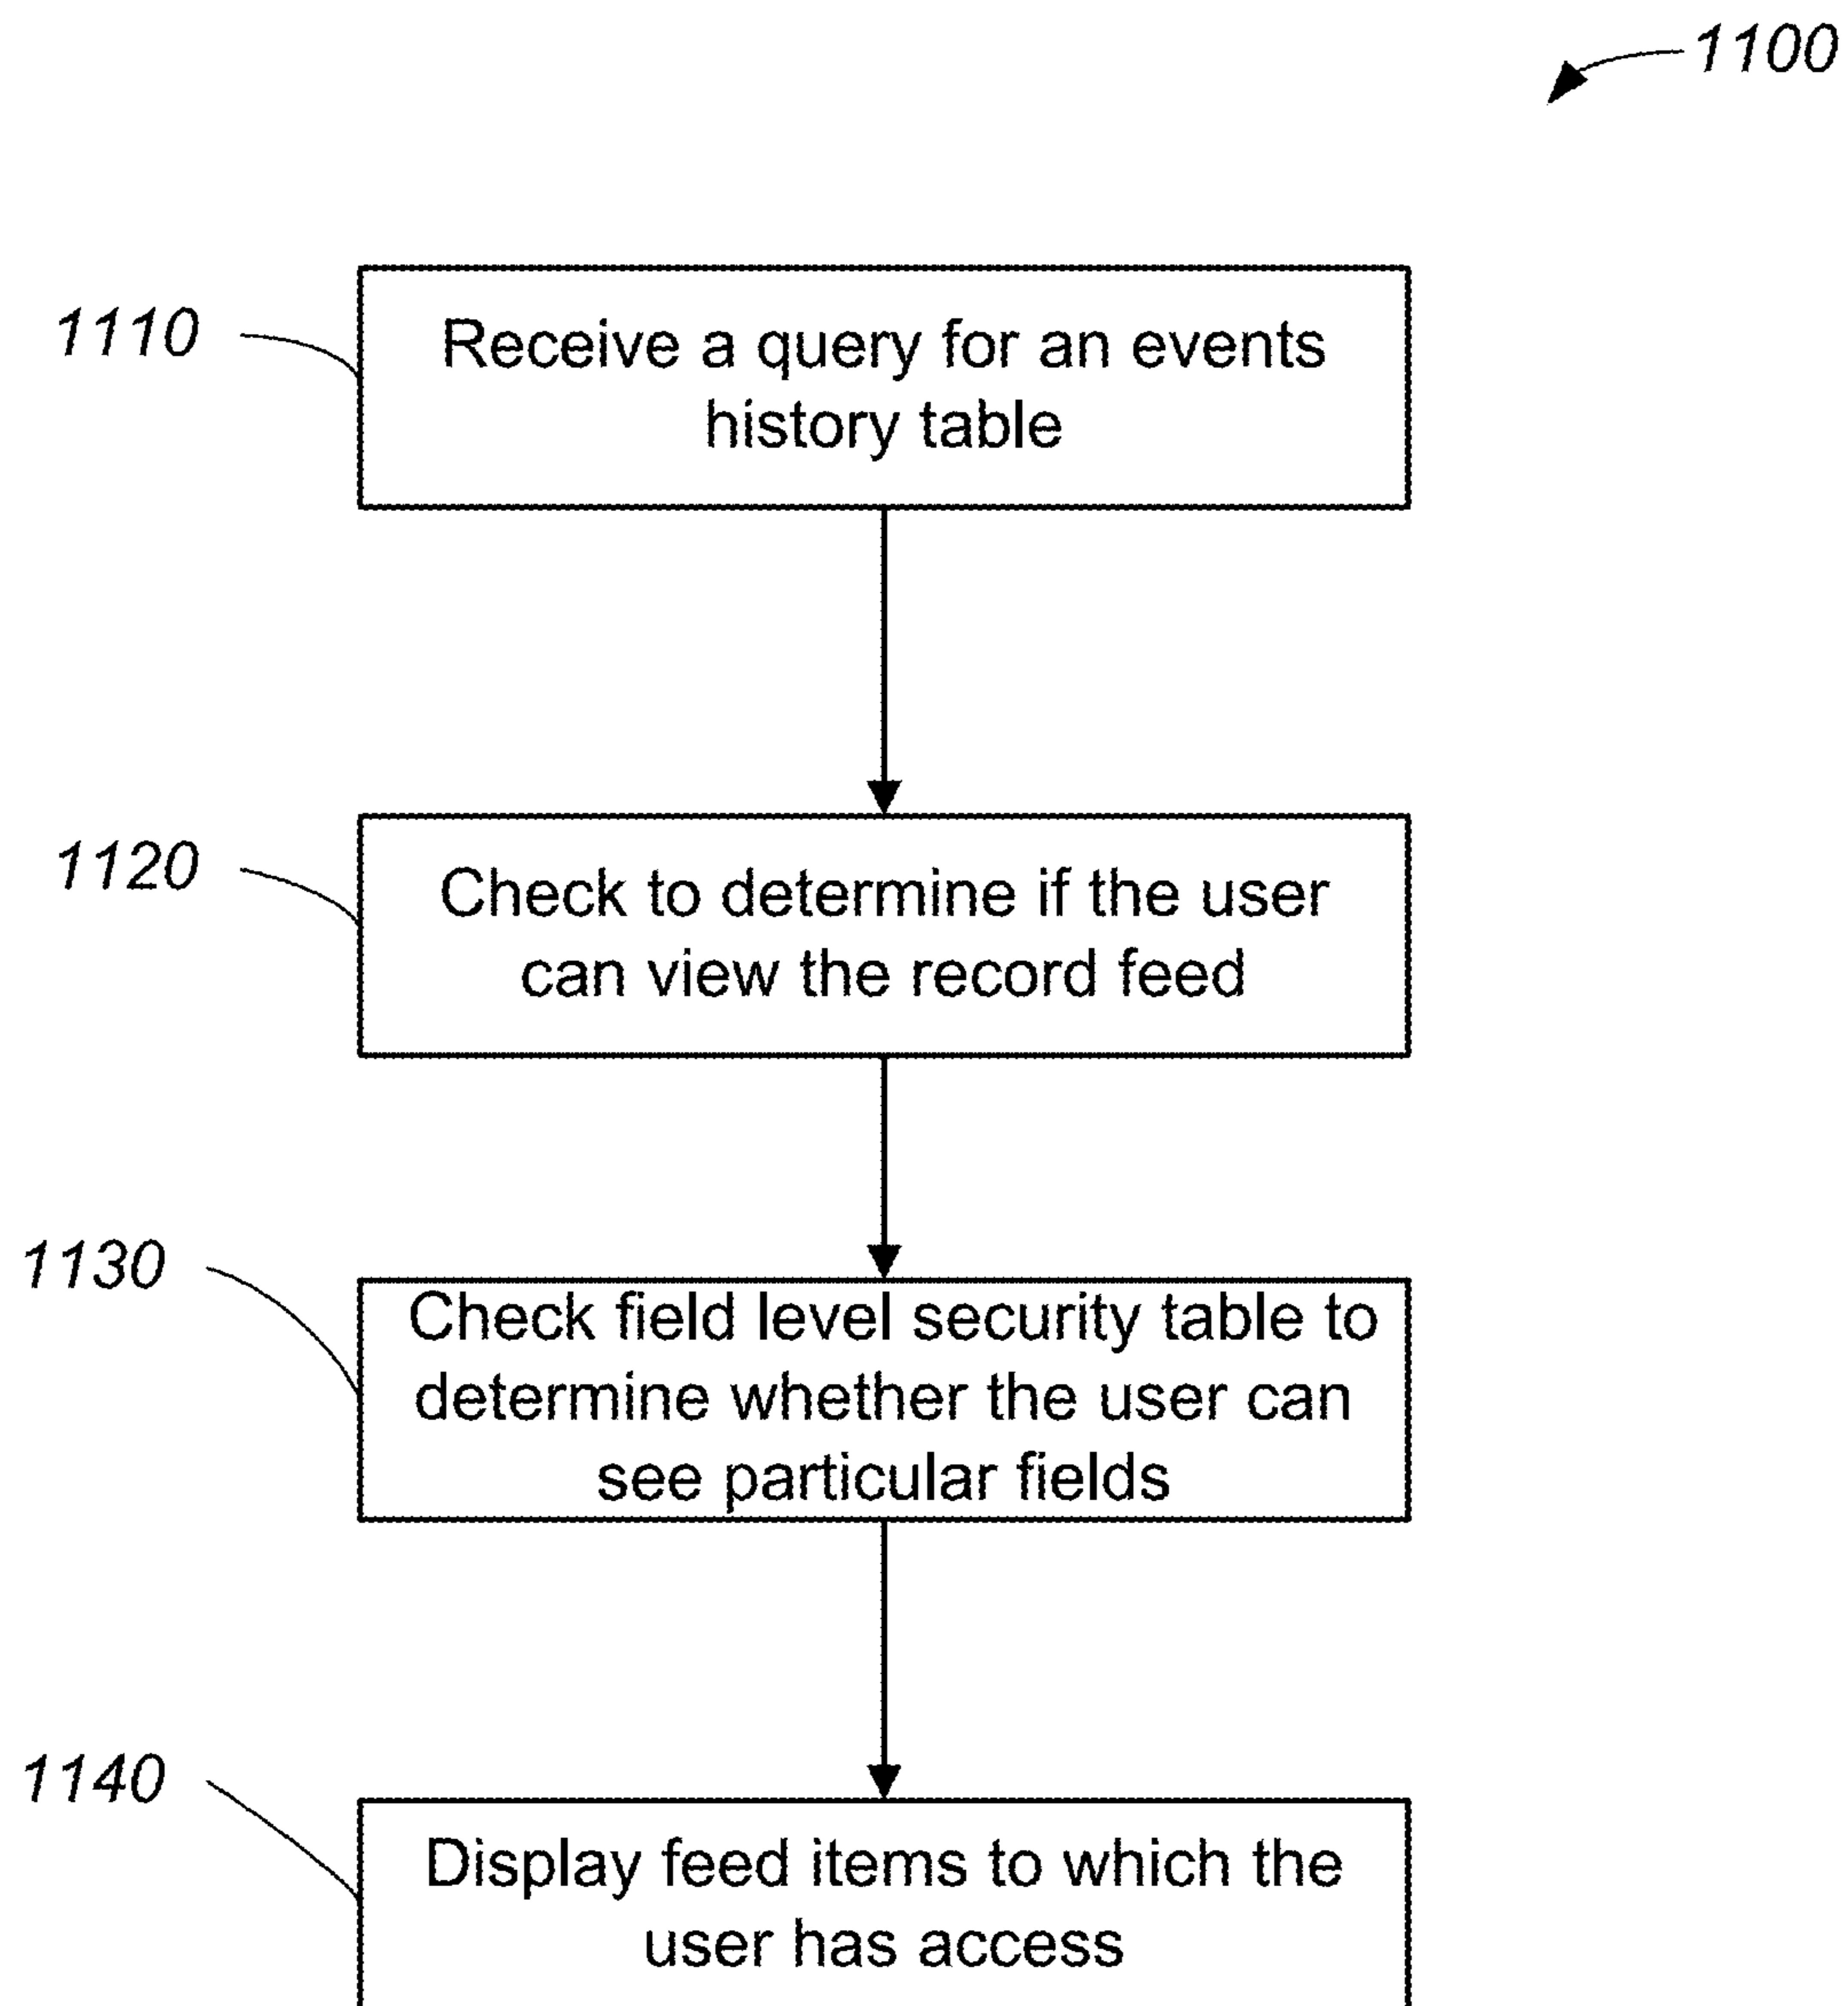 1100
1110
Receive a query for an events
history table
1120
Check to determine if the user
can view the record feed
1130
Check field level security table to
determine whether the user can
see particular fields
1140
Display feed items to which the
user has access